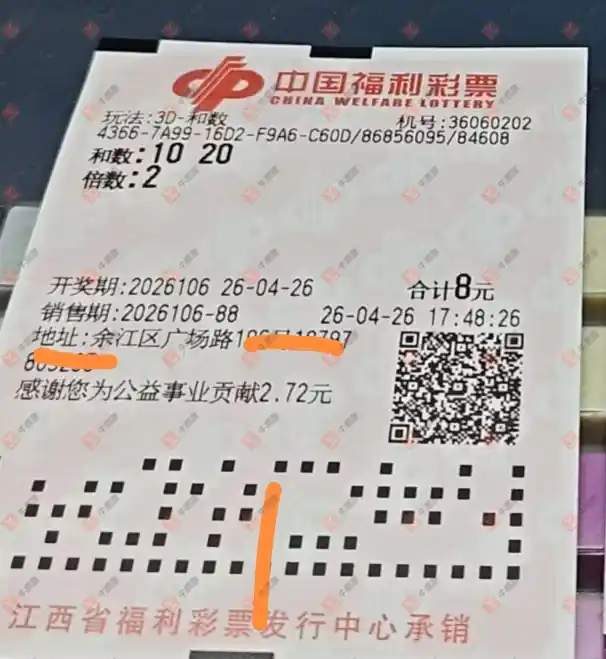 中国福利彩票
CHINA WELFARE LOTTERY
玩法:3D-和数 机号:36060202
4366-7A99-16D2-F9A6-C60D/86856095/84608
和数:10 20
倍数:2
开奖期:2026106 26-04-26 合计8元
销售期:2026106-88 26-04-26 17:48:26
地址:余江区广场路
感谢您为公益事业贡献2.72元
江西省福利彩票发行中心承销